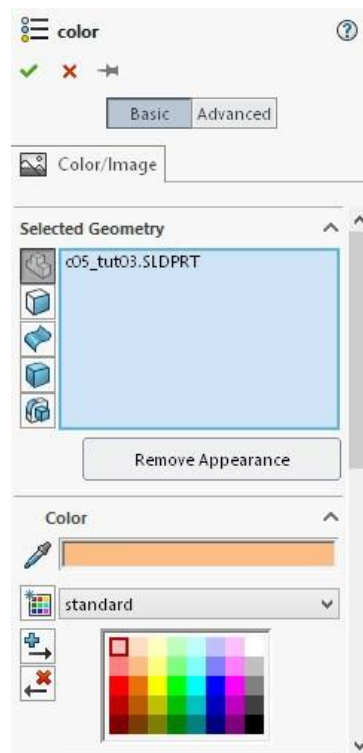 color
Basic Advanced
Color/Image
Selected Geometry
c05_tut03.SLDPRT
Remove Appearance
Color
standard